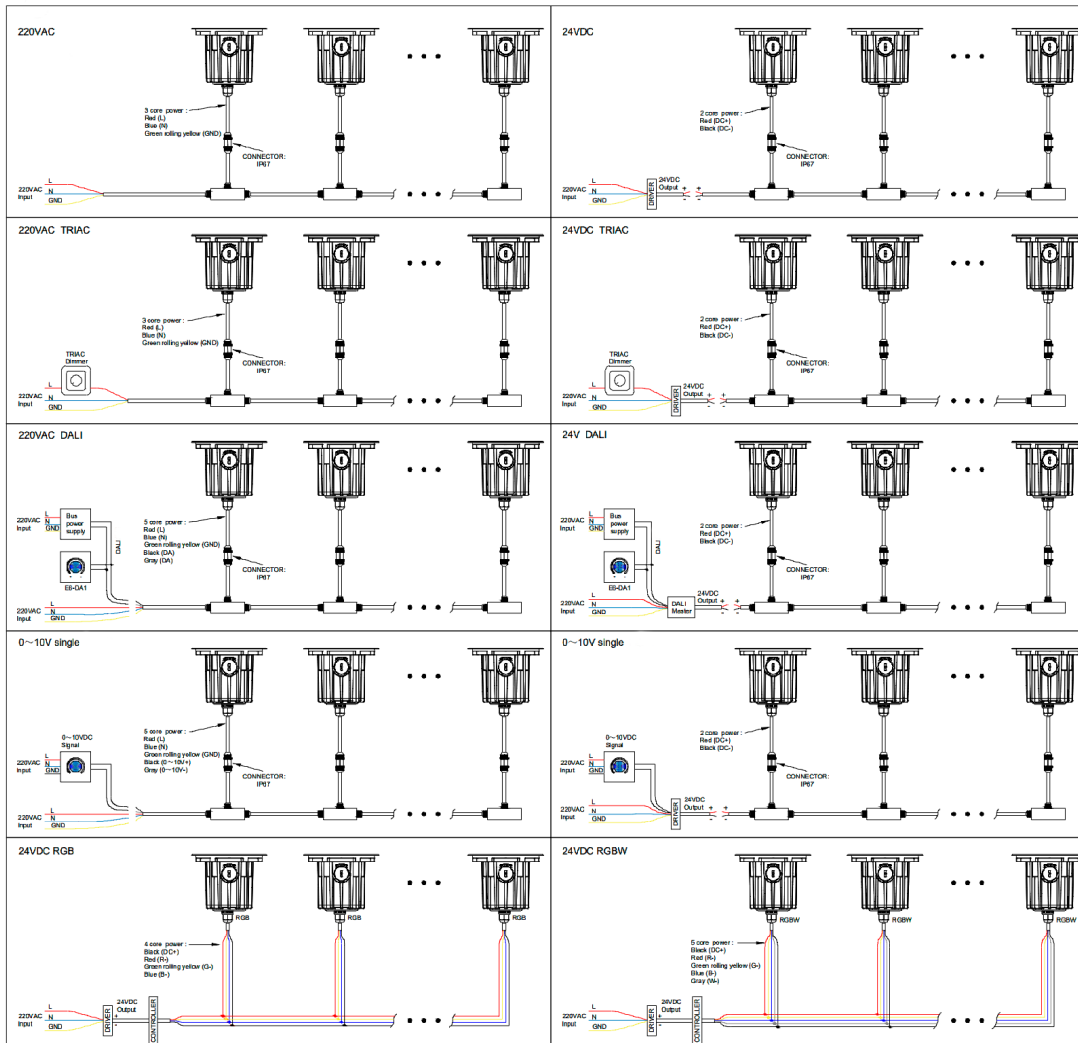 220VAC
3 core power :
Red (L)
Blue (N)
Green rolling yellow (GND)
CONNECTOR:
IP67
L
220VAC
N
Input
GND
24VDC
2 core power :
Red (DC+)
Black (DC-)
CONNECTOR:
IP67
24VDC
Output
+ +
- -
DRIVER
L
220VAC
N
Input
GND
220VAC TRIAC
3 core power :
Red (L)
Blue (N)
Green rolling yellow (GND)
CONNECTOR:
IP67
TRIAC
Dimmer
L
220VAC
N
Input
GND
24VDC TRIAC
2 core power :
Red (DC+)
Black (DC-)
CONNECTOR:
IP67
TRIAC
Dimmer
24VDC
Output
+ +
- -
DRIVER
L
220VAC
N
Input
GND
220VAC DALI
5 core power :
Red (L)
Blue (N)
Green rolling yellow (GND)
Black (DA)
Gray (DA)
CONNECTOR:
IP67
220VAC
Input
L
N
GND
Bus
power
supply
DALI
E6-DA1
220VAC
Input
L
N
GND
24V DALI
2 core power :
Red (DC+)
Black (DC-)
CONNECTOR:
IP67
220VAC
Input
L
N
GND
Bus
power
supply
DALI
E6-DA1
24VDC
Output
+ +
- -
DALI
Master
220VAC
Input
L
N
GND
0～10V single
5 core power :
Red (L)
Blue (N)
Green rolling yellow (GND)
Black (0～10V+)
Gray (0～10V-)
CONNECTOR:
IP67
0～10VDC
Signal
220VAC
Input
L
N
GND
220VAC
Input
L
N
GND
2 core power :
Red (DC+)
Black (DC-)
CONNECTOR:
IP67
0～10VDC
Signal
220VAC
Input
L
N
GND
24VDC
Output
+ +
- -
DRIVER
220VAC
Input
L
N
GND
24VDC RGB
RGB
RGB
RGB
4 core power :
Black (DC+)
Red (R-)
Green rolling yellow (G-)
Blue (B-)
24VDC
Output
+
-
DRIVER
CONTROLLER
L
220VAC
N
Input
GND
24VDC RGBW
RGBW
RGBW
RGBW
5 core power :
Black (DC+)
Red (R-)
Green rolling yellow (G-)
Blue (B-)
Gray (W-)
24VDC
Output
+
-
DRIVER
CONTROLLER
L
220VAC
N
Input
GND